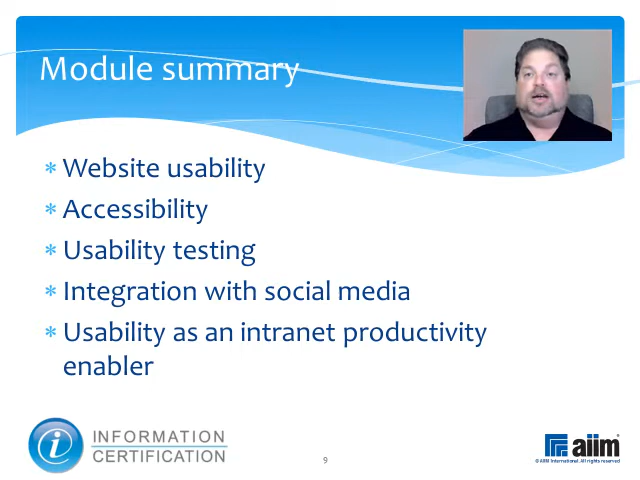 Module summary
* Website usability
* Accessibility
* Usability testing
* Integration with social media
* Usability as an intranet productivity
enabler
i INFORMATION
CERTIFICATION
9
aiim
© AIIM International. All rights reserved